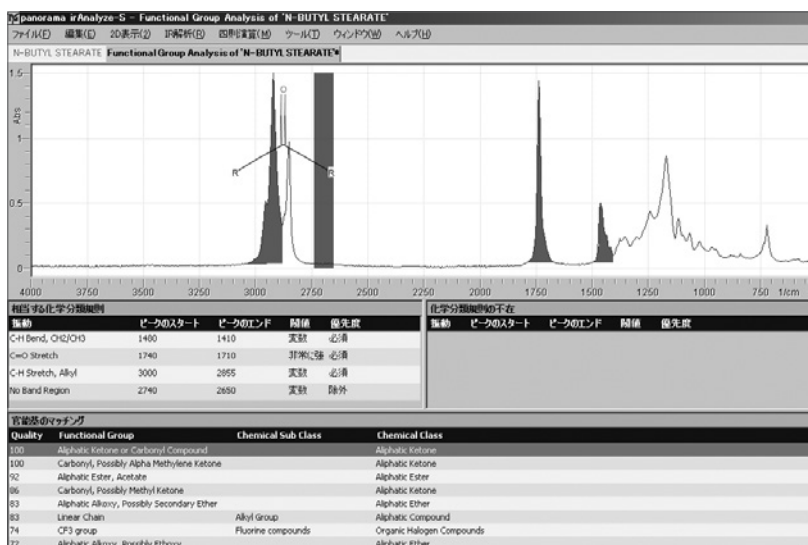 panorama irAnalyze-S - Functional Group Analysis of 'N-BUTYL STEARATE'
ファイル(F) 編集(E) 2D表示(2) IR解析(R) 四則演算(M) ツール(T) ウィンドウ(W) ヘルプ(H)
N-BUTYL STEARATE Functional Group Analysis of 'N-BUTYL STEARATE'*
1.5
Abs
1
0.5
0
O
R R
4000 3750 3500 3250 3000 2750 2500 2250 2000 1750 1500 1250 1000 750 1/cm
相当する化学分類規則
振動 ピークのスタート ピークのエンド 閾値 優先度
C-H Bend, CH2/CH3 1480 1410 変数 必須
C=O Stretch 1740 1710 非常に強 必須
C-H Stretch, Alkyl 3000 2855 変数 必須
No Band Region 2740 2650 変数 除外
化学分類規則の不在
振動 ピークのスタート ピークのエンド 閾値 優先度
官能基のマッチング
Quality Functional Group Chemical Sub Class Chemical Class
100 Aliphatic Ketone or Carbonyl Compound Aliphatic Ketone
100 Carbonyl, Possibly Alpha Methylene Ketone Aliphatic Ketone
92 Aliphatic Ester, Acetate Aliphatic Ester
86 Carbonyl, Possibly Methyl Ketone Aliphatic Ketone
83 Aliphatic Alkoxy, Possibly Secondary Ether Aliphatic Ether
83 Linear Chain Alkyl Group Aliphatic Compound
74 CF3 group Fluorine compounds Organic Halogen Compounds
72 Aliphatic Alkoxy, Possibly Ethoxy Aliphatic Ether